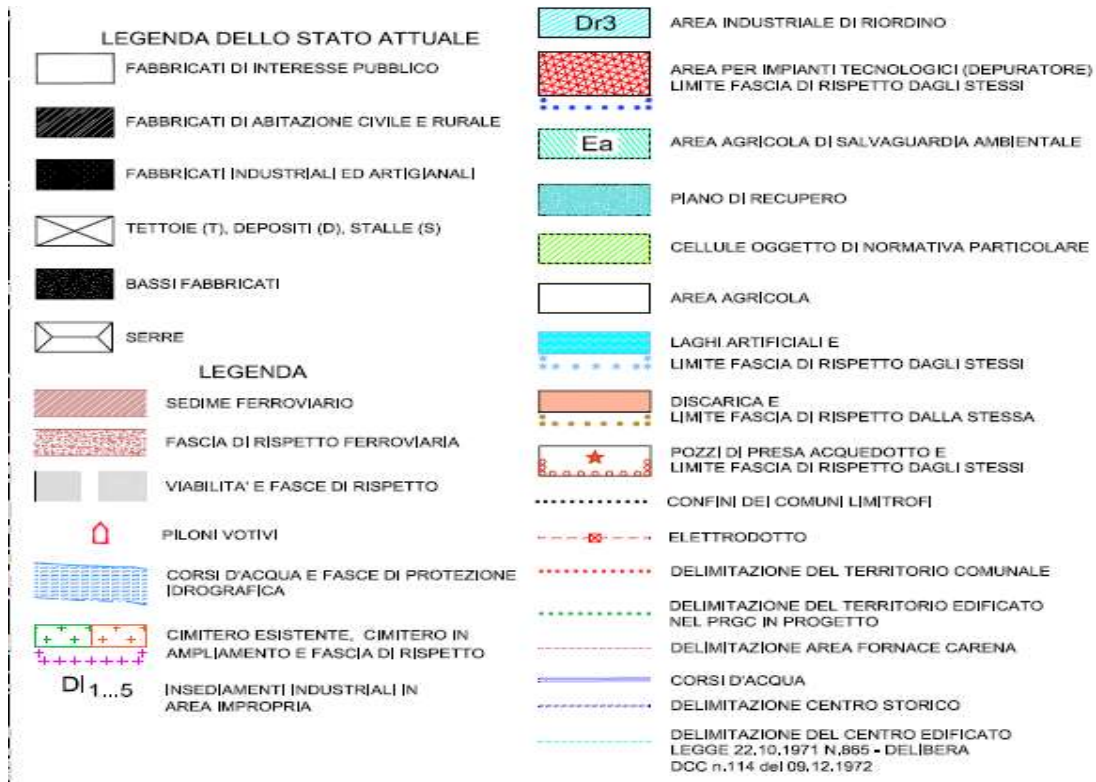 LEGENDA DELLO STATO ATTUALE
FABBRICATI DI INTERESSE PUBBLICO
FABBRICATI DI ABITAZIONE CIVILE E RURALE
FABBRICATI INDUSTRIALI ED ARTIGIANALI
TETTOIE (T), DEPOSITI (D), STALLE (S)
BASSI FABBRICATI
SERRE
LEGENDA
SEDIME FERROVIARIO
FASCIA DI RISPETTO FERROVIARIA
VIABILITA' E FASCE DI RISPETTO
PILONI VOTIVI
CORSI D'ACQUA E FASCE DI PROTEZIONE
IDROGRAFICA
CIMITERO ESISTENTE, CIMITERO IN
AMPLIAMENTO E FASCIA DI RISPETTO
DI 1...5
INSEDIAMENTI INDUSTRIALI IN
AREA IMPROPRIA
Dr3
AREA INDUSTRIALE DI RIORDINO
AREA PER IMPIANTI TECNOLOGICI (DEPURATORE)
LIMITE FASCIA DI RISPETTO DAGLI STESSI
Ea
AREA AGRICOLA DI SALVAGUARDIA AMBIENTALE
PIANO DI RECUPERO
CELLULE OGGETTO DI NORMATIVA PARTICOLARE
AREA AGRICOLA
LAGHI ARTIFICIALI E
LIMITE FASCIA DI RISPETTO DAGLI STESSI
DISCARICA E
LIMITE FASCIA DI RISPETTO DALLA STESSA
POZZI DI PRESA ACQUEDOTTO E
LIMITE FASCIA DI RISPETTO DAGLI STESSI
CONFINI DEI COMUNI LIMITROFI
ELETTRODOTTO
DELIMITAZIONE DEL TERRITORIO COMUNALE
DELIMITAZIONE DEL TERRITORIO EDIFICATO
NEL PRGC IN PROGETTO
DELIMITAZIONE AREA FORNACE CARENA
CORSI D'ACQUA
DELIMITAZIONE CENTRO STORICO
DELIMITAZIONE DEL CENTRO EDIFICATO
LEGGE 22.10.1971 N.865 - DELIBERA
DCC n.114 del 09.12.1972